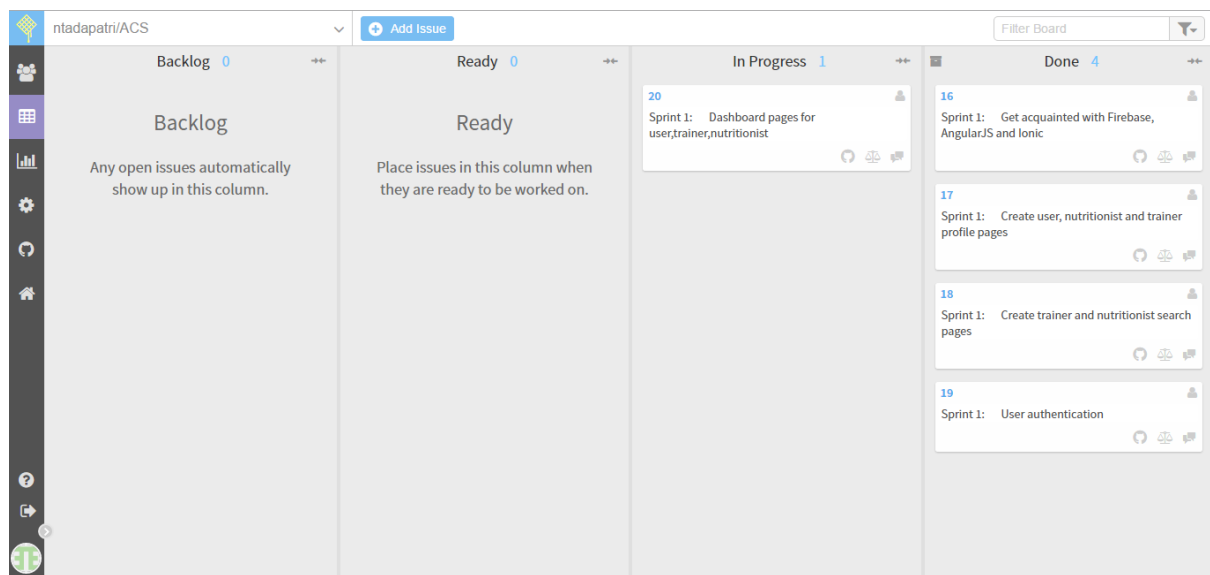 ntadapatri/ACS
Add Issue
Filter Board
Backlog 0
Ready 0
In Progress 1
Done 4
Backlog
Any open issues automatically
show up in this column.
Ready
Place issues in this column when
they are ready to be worked on.
20
Sprint 1: Dashboard pages for
user,trainer,nutritionist
16
Sprint 1: Get acquainted with Firebase,
AngularJS and Ionic
17
Sprint 1: Create user, nutritionist and trainer
profile pages
18
Sprint 1: Create trainer and nutritionist search
pages
19
Sprint 1: User authentication